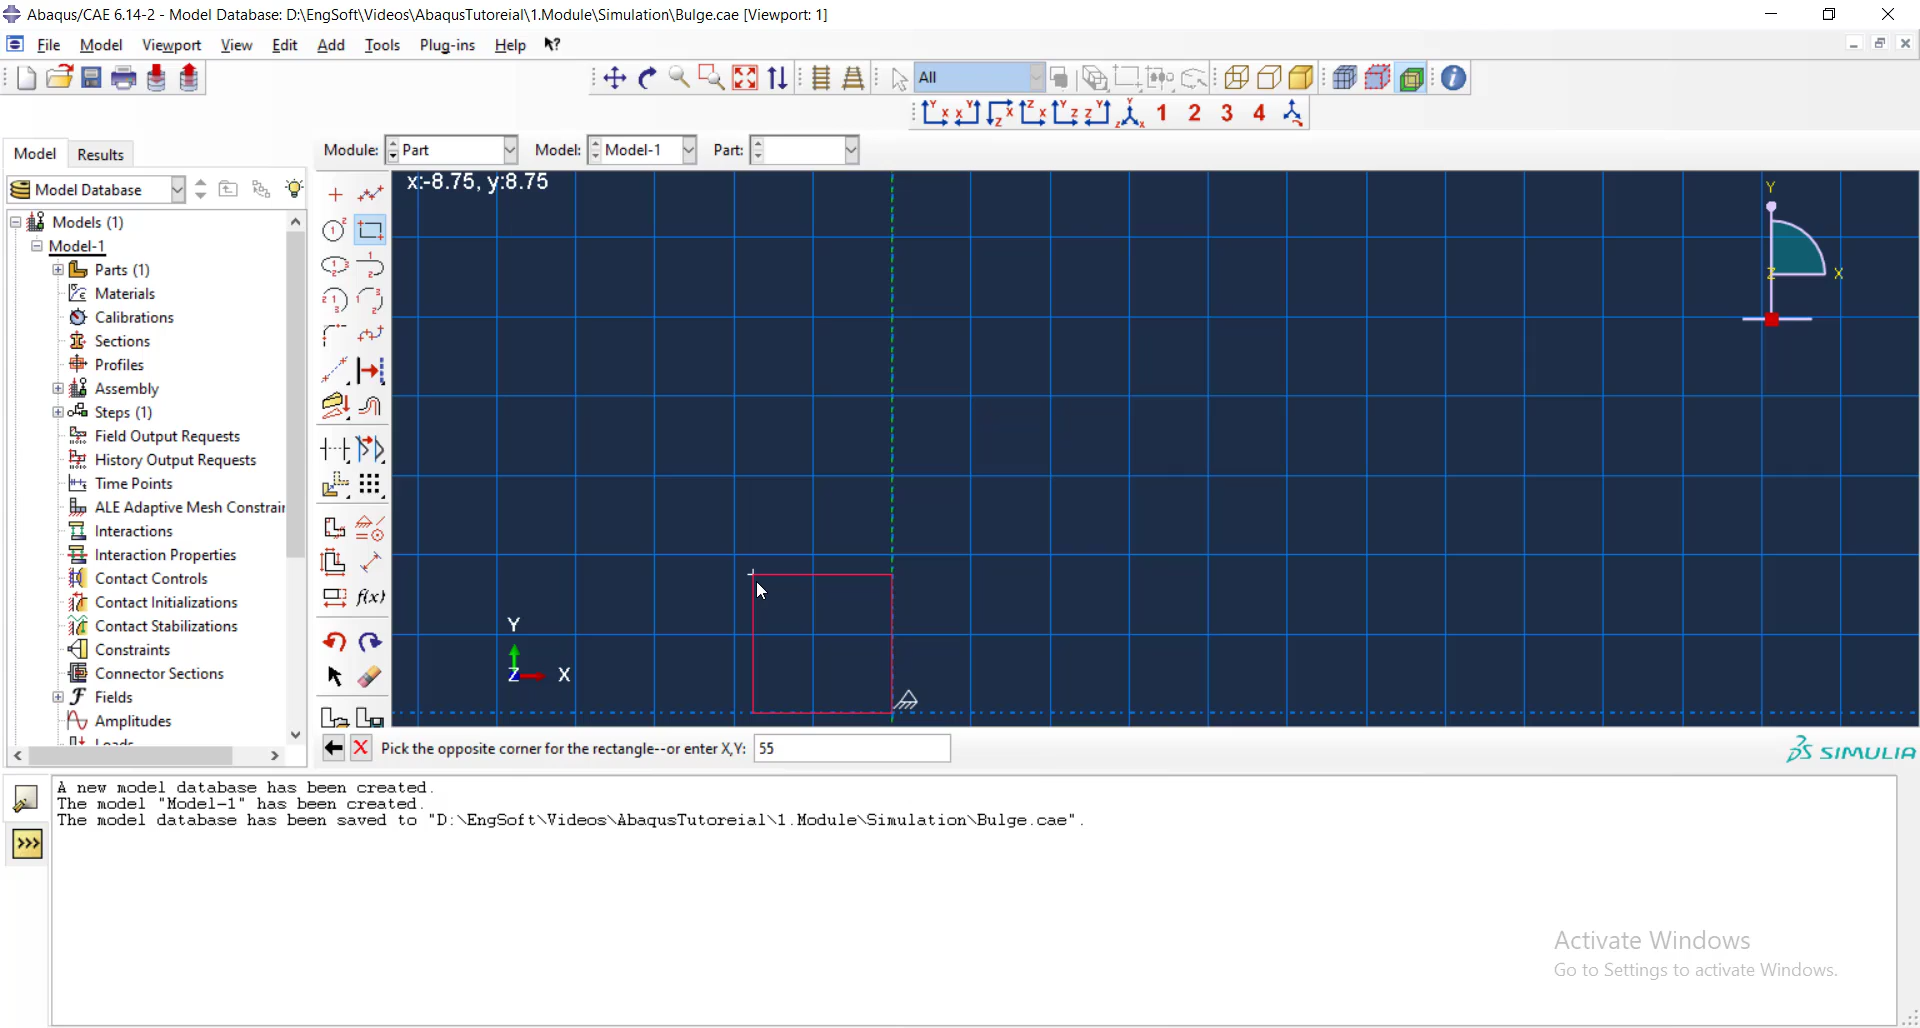 Abaqus/CAE 6.14-2 - Model Database: D:\EngSoft\Videos\AbaqusTutoreial\1.Module\Simulation\Bulge.cae [Viewport: 1]
File Model Viewport View Edit Add Tools Plug-ins Help
All
1 2 3 4
Model Results
Module: Part Model: Model-1 Part:
Model Database
x:-8.75, y:8.75
Models (1)
Model-1
Parts (1)
Materials
Calibrations
Sections
Profiles
Assembly
Steps (1)
Field Output Requests
History Output Requests
Time Points
ALE Adaptive Mesh Constrai
Interactions
Interaction Properties
Contact Controls
Contact Initializations
Contact Stabilizations
Constraints
Connector Sections
Fields
Amplitudes
Y
X
Z
Y
X
Z
f(x)
Pick the opposite corner for the rectangle--or enter X,Y: 55
SIMULIA
A new model database has been created.
The model "Model-1" has been created.
The model database has been saved to "D:\EngSoft\Videos\AbaqusTutoreial\1.Module\Simulation\Bulge.cae".
Activate Windows
Go to Settings to activate Windows.